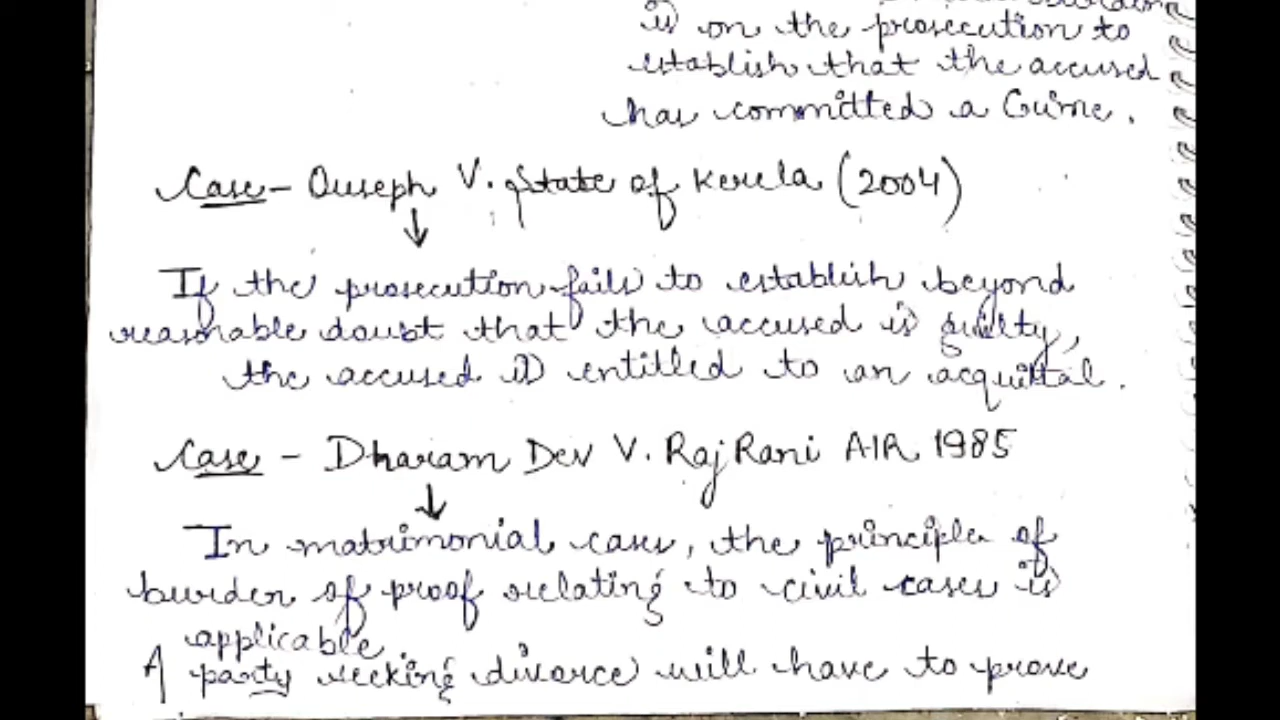 is on the prosecution to
establish that the accused
has committed a Crime.
Case - Ouseph V. State of Kerela (2004)
↓
If the prosecution fails to establish beyond
reasonable doubt that the accused is guilty,
the accused is entitled to an acquittal.
Case - Dharam Dev V. Raj Rani AIR 1985
↓
In matrimonial cases, the principle of
burden of proof relating to civil cases is
applicable.
A party seeking divorce will have to prove